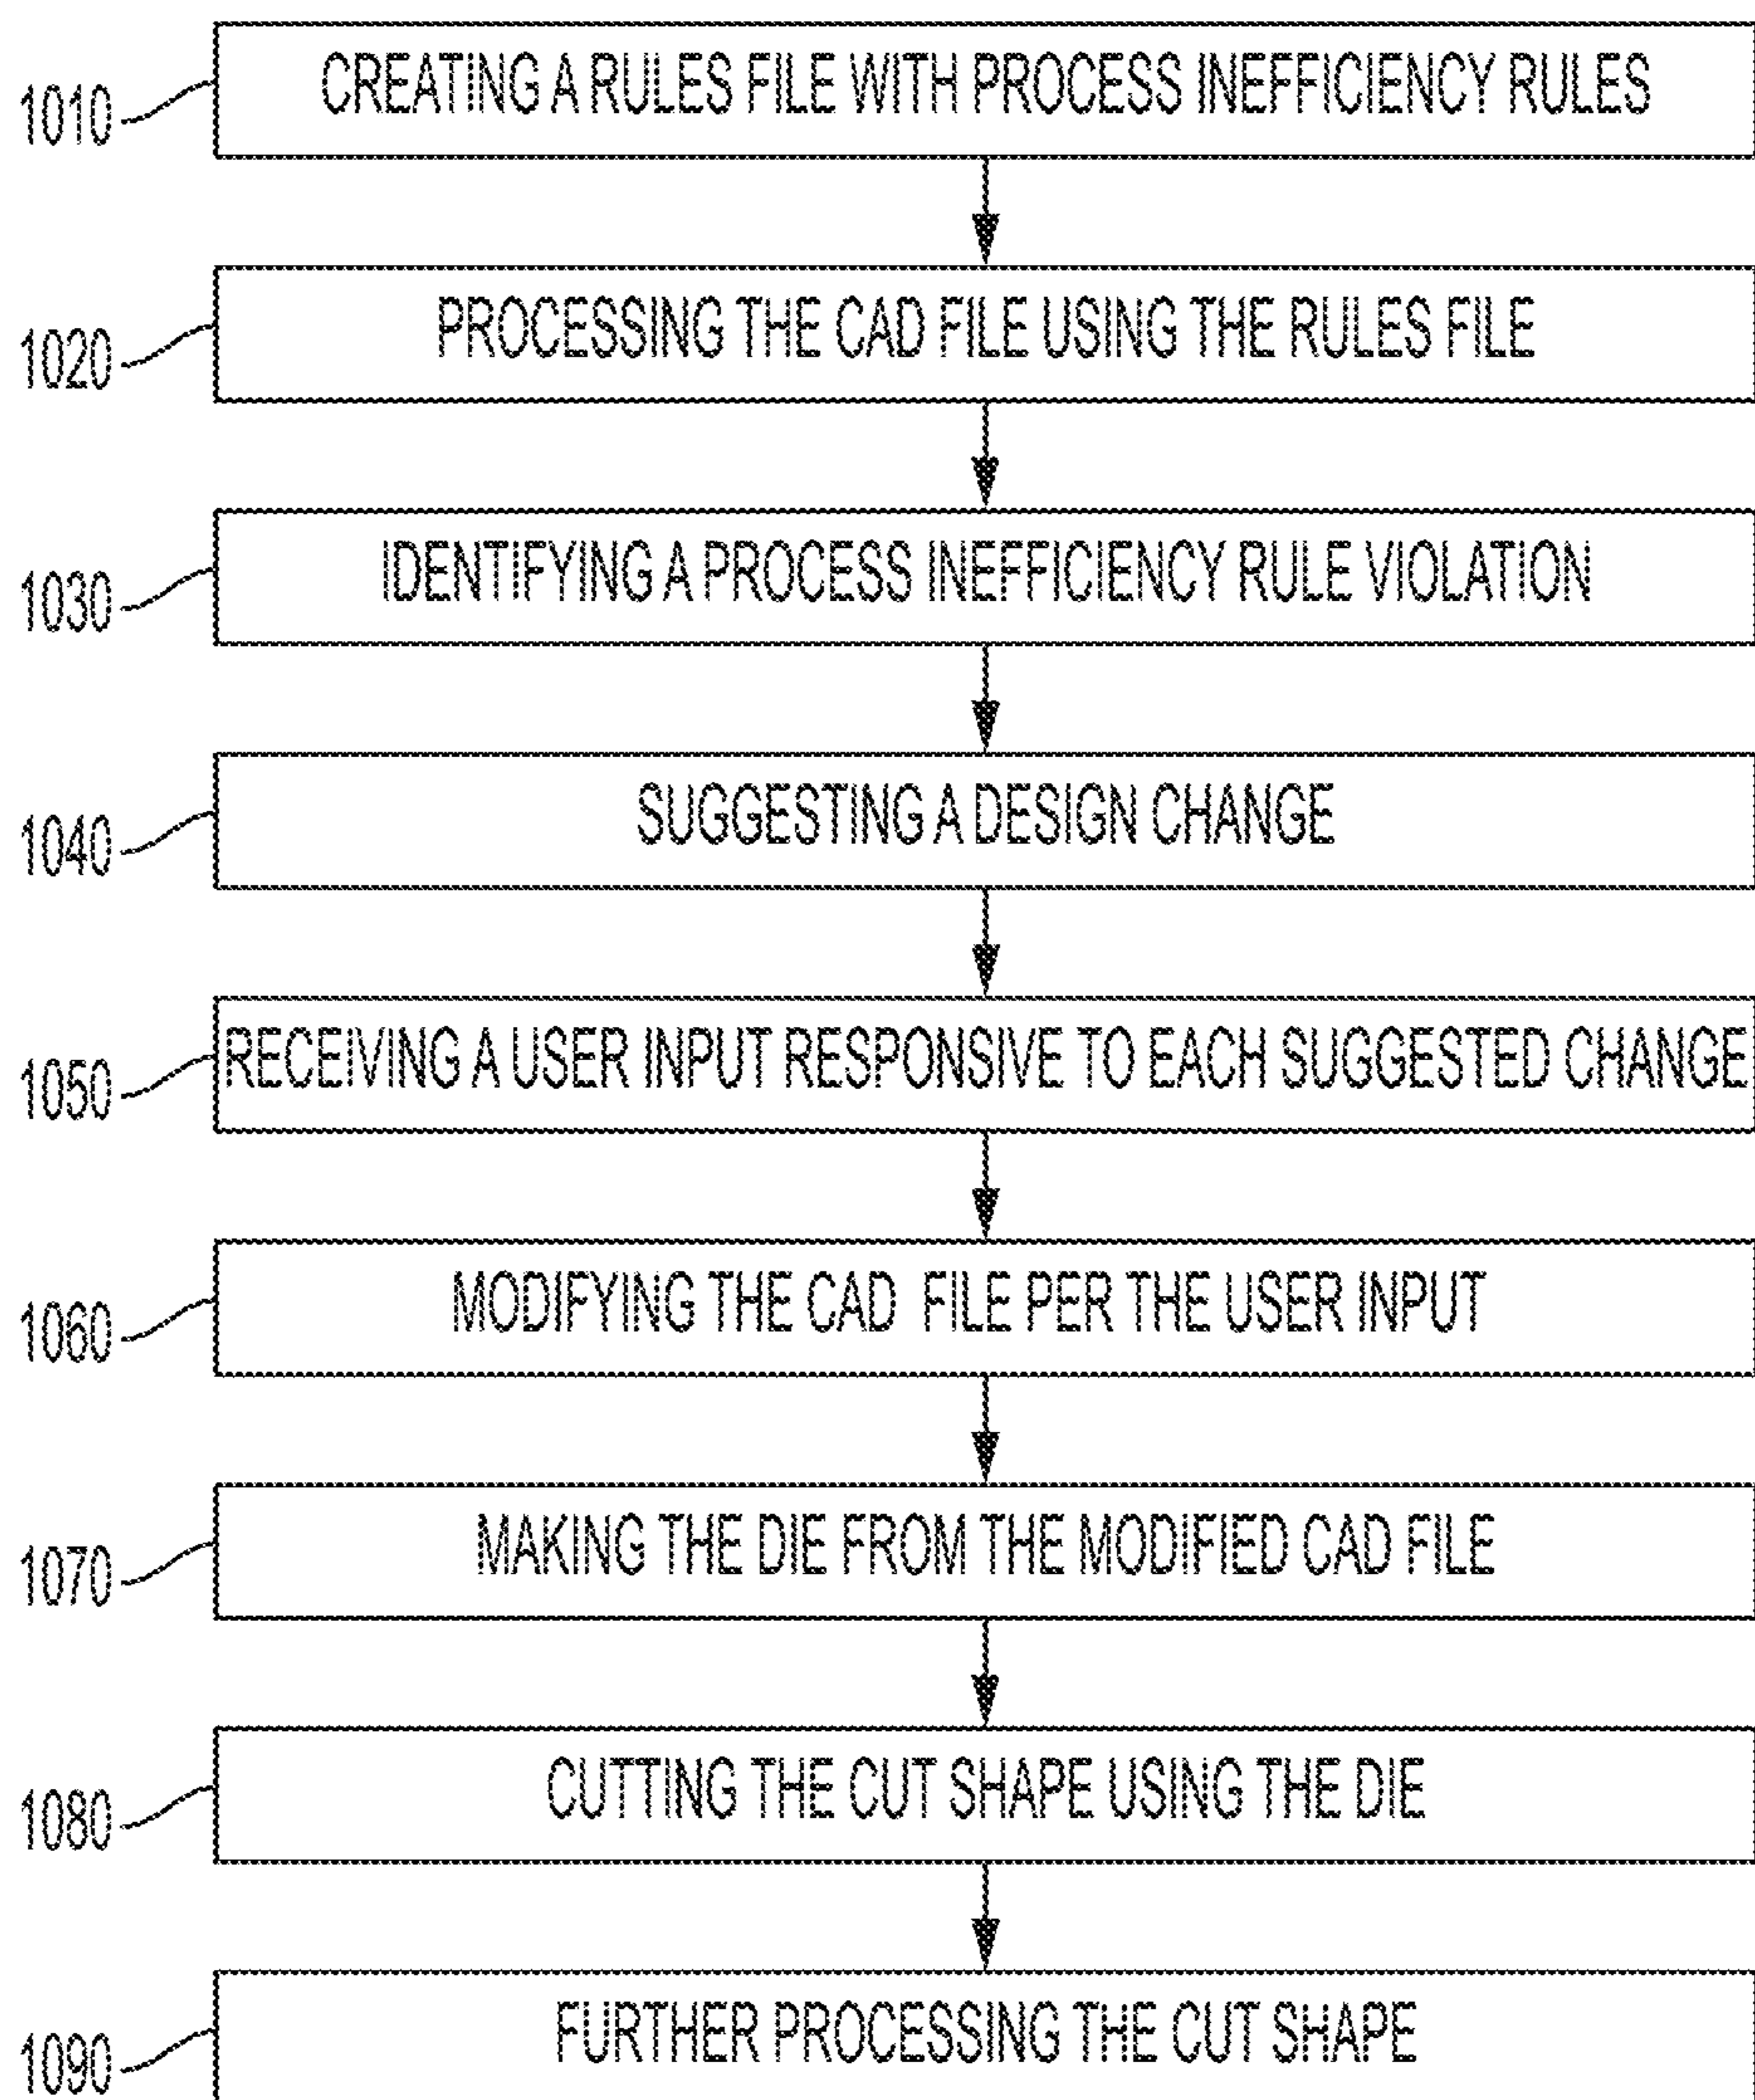 1010 CREATING A RULES FILE WITH PROCESS INEFFICIENCY RULES
1020 PROCESSING THE CAD FILE USING THE RULES FILE
1030 IDENTIFYING A PROCESS INEFFICIENCY RULE VIOLATION
1040 SUGGESTING A DESIGN CHANGE
1050 RECEIVING A USER INPUT RESPONSIVE TO EACH SUGGESTED CHANGE
1060 MODIFYING THE CAD FILE PER THE USER INPUT
1070 MAKING THE DIE FROM THE MODIFIED CAD FILE
1080 CUTTING THE CUT SHAPE USING THE DIE
1090 FURTHER PROCESSING THE CUT SHAPE